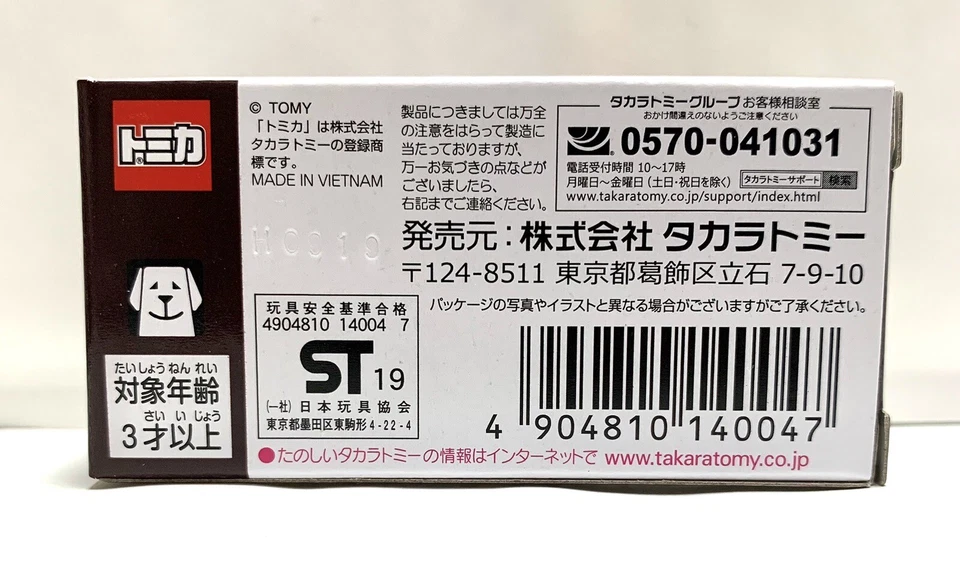 トミカ
®
たい しょう ねん れい
対象年齢
さい い じょう
3才以上
© TOMY
「トミカ」は株式会社
タカラトミーの登録商
標です。
MADE IN VIETNAM
製品につきましては万全
の注意をはらって製造に
当たっておりますが、
万一お気づきの点などが
ございましたら、
右記までご連絡ください。
タカラトミーグループ お客様相談室
おかけ間違えのないようご注意ください
0570-041031
電話受付時間 10〜17時
月曜日〜金曜日(土日・祝日を除く) タカラトミーサポート 検索
www.takaratomy.co.jp/support/index.html
発売元:株式会社 タカラトミー
〒124-8511 東京都葛飾区立石 7-9-10
パッケージの写真やイラストと異なる場合がございますがご了承ください。
玩具安全基準合格
4904810 14004 7
ST 19
(一社) 日本玩具協会
東京都墨田区東駒形4-22-4
4 904810 140047
●たのしいタカラトミーの情報はインターネットで www.takaratomy.co.jp